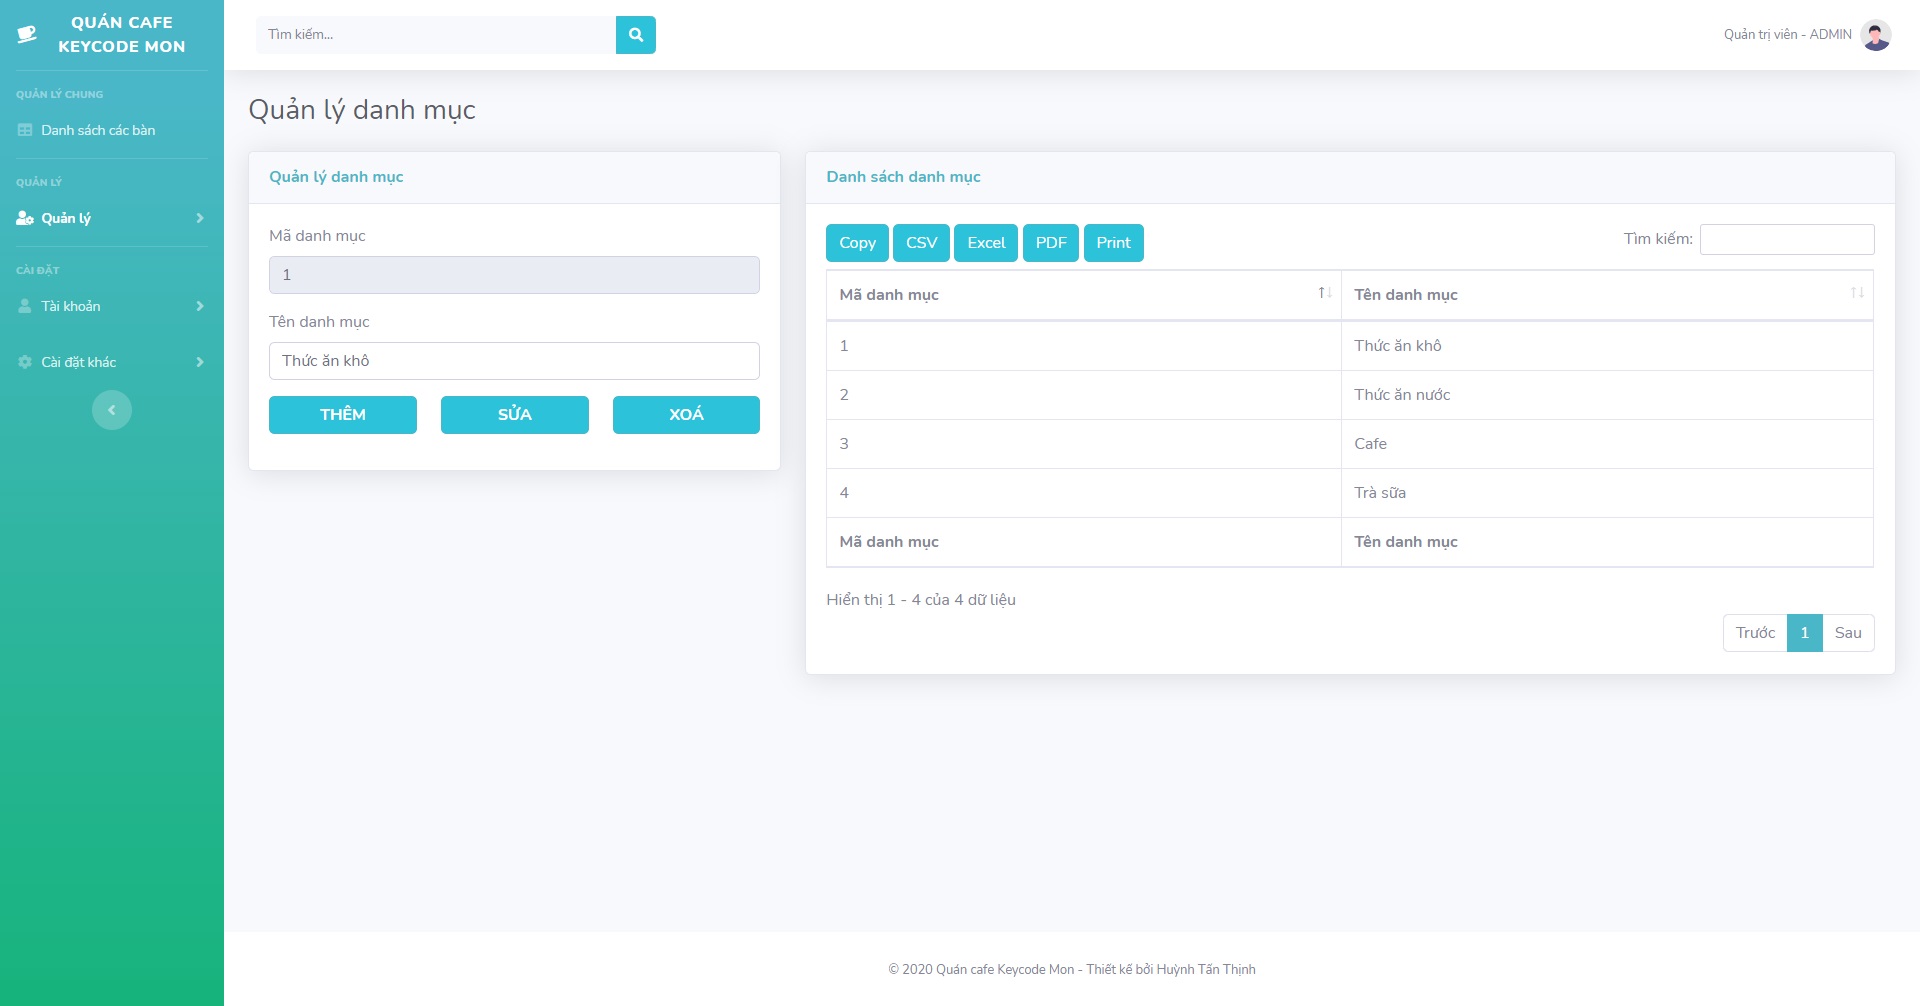 QUÁN CAFE
KEYCODE MON
QUẢN LÝ CHUNG
Danh sách các bàn
QUẢN LÝ
Quản lý
CÀI ĐẶT
Tài khoản
Cài đặt khác
Tìm kiếm...
Quản trị viên - ADMIN
Quản lý danh mục
Quản lý danh mục
Mã danh mục
1
Tên danh mục
Thức ăn khô
THÊM SỬA XOÁ
Danh sách danh mục
Copy CSV Excel PDF Print
Tìm kiếm:
Mã danh mục Tên danh mục
1 Thức ăn khô
2 Thức ăn nước
3 Cafe
4 Trà sữa
Mã danh mục Tên danh mục
Hiển thị 1 - 4 của 4 dữ liệu
Trước 1 Sau
© 2020 Quán cafe Keycode Mon - Thiết kế bởi Huỳnh Tấn Thịnh